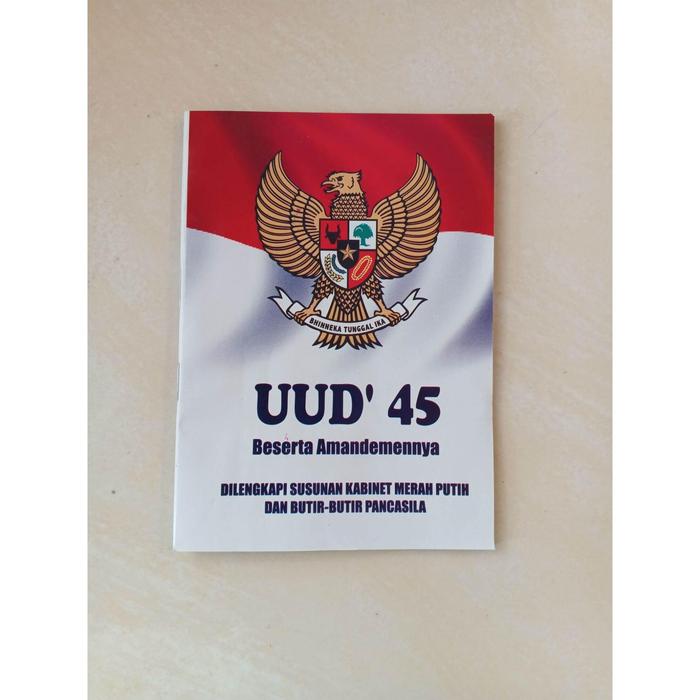 BHINNEKA TUNGGAL IKA
UUD' 45
Beserta Amandemennya
DILENGKAPI SUSUNAN KABINET MERAH PUTIH
DAN BUTIR-BUTIR PANCASILA